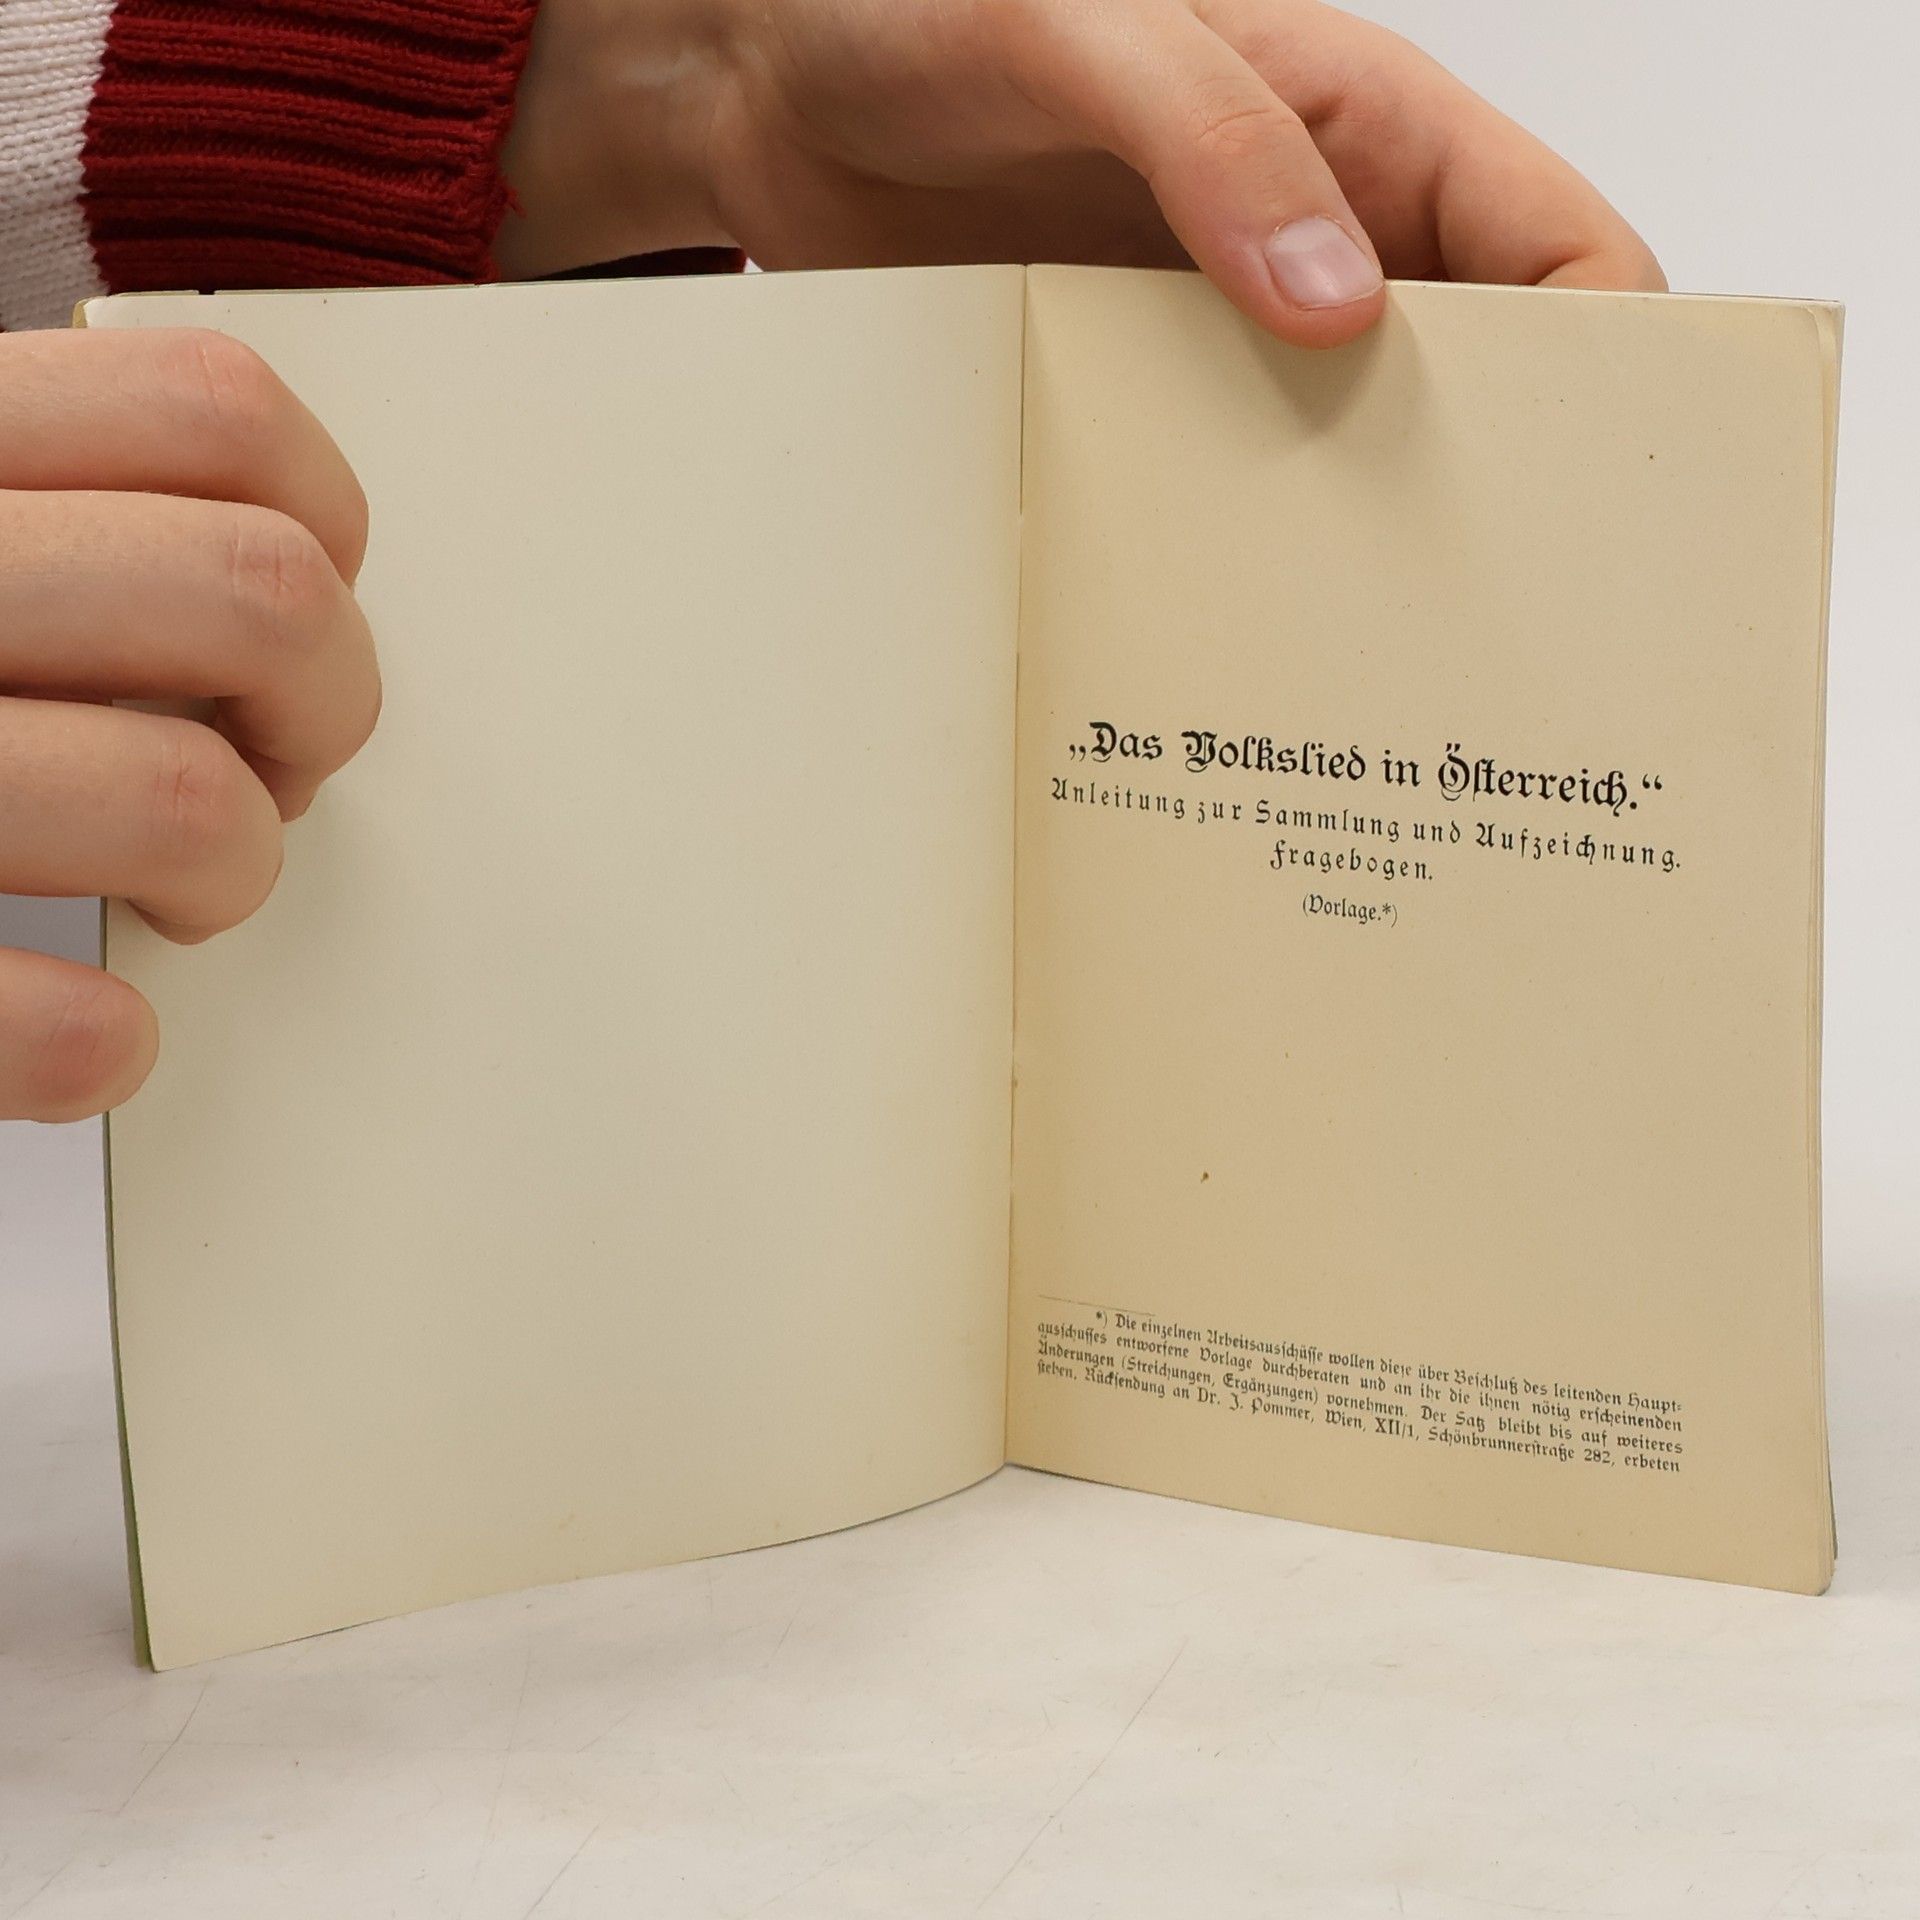 „Das Volkslied in Österreich.“
Anleitung zur Sammlung und Aufzeichnung.
Fragebogen.
(Vorlage.*)
*) Die einzelnen Arbeitsausschüsse wollen diese über Beschluß des leitenden Haupt-
ausschusses entworfene Vorlage durchberaten und an ihr die ihnen nötig erscheinenden
Änderungen (Streichungen, Ergänzungen) vornehmen. Der Satz bleibt bis auf weiteres
stehen. Rücksendung an Dr. J. Pommer, Wien, XII/1, Schönbrunnerstraße 282, erbeten